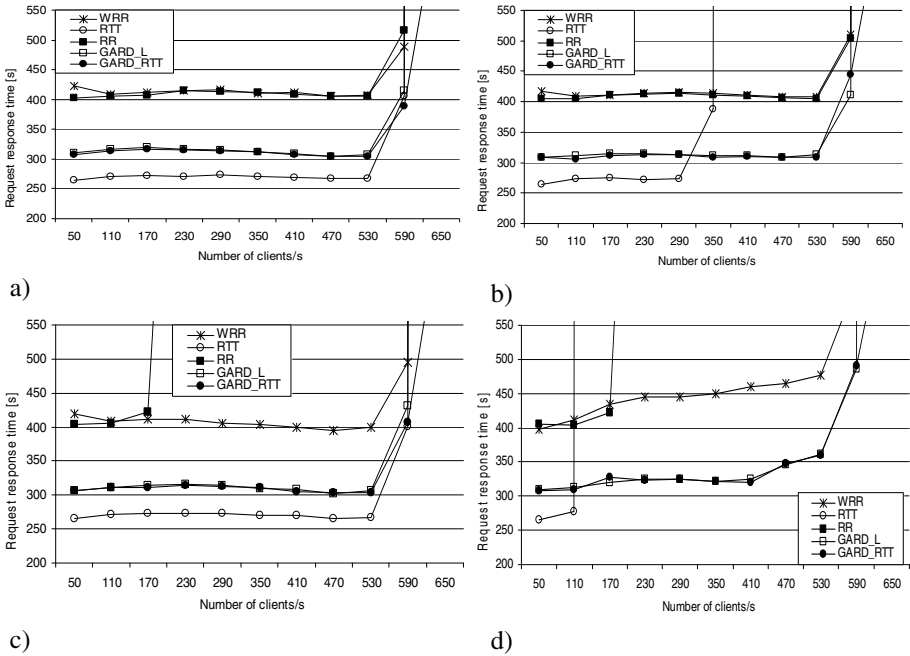 Request response time [s]
550
500
450
400
350
300
250
200
WRR
RTT
RR
GARD_L
GARD_RTT
50 110 170 230 290 350 410 470 530 590 650
Number of clients/s
a)
Request response time [s]
550
500
450
400
350
300
250
200
WRR
RTT
RR
GARD_L
GARD_RTT
50 110 170 230 290 350 410 470 530 590 650
Number of clients/s
b)
Request response time [s]
550
500
450
400
350
300
250
200
WRR
RTT
RR
GARD_L
GARD_RTT
50 110 170 230 290 350 410 470 530 590 650
Number of clients/s
c)
Request response time [s]
550
500
450
400
350
300
250
200
WRR
RTT
RR
GARD_L
GARD_RTT
50 110 170 230 290 350 410 470 530 590 650
Number of clients/s
d)